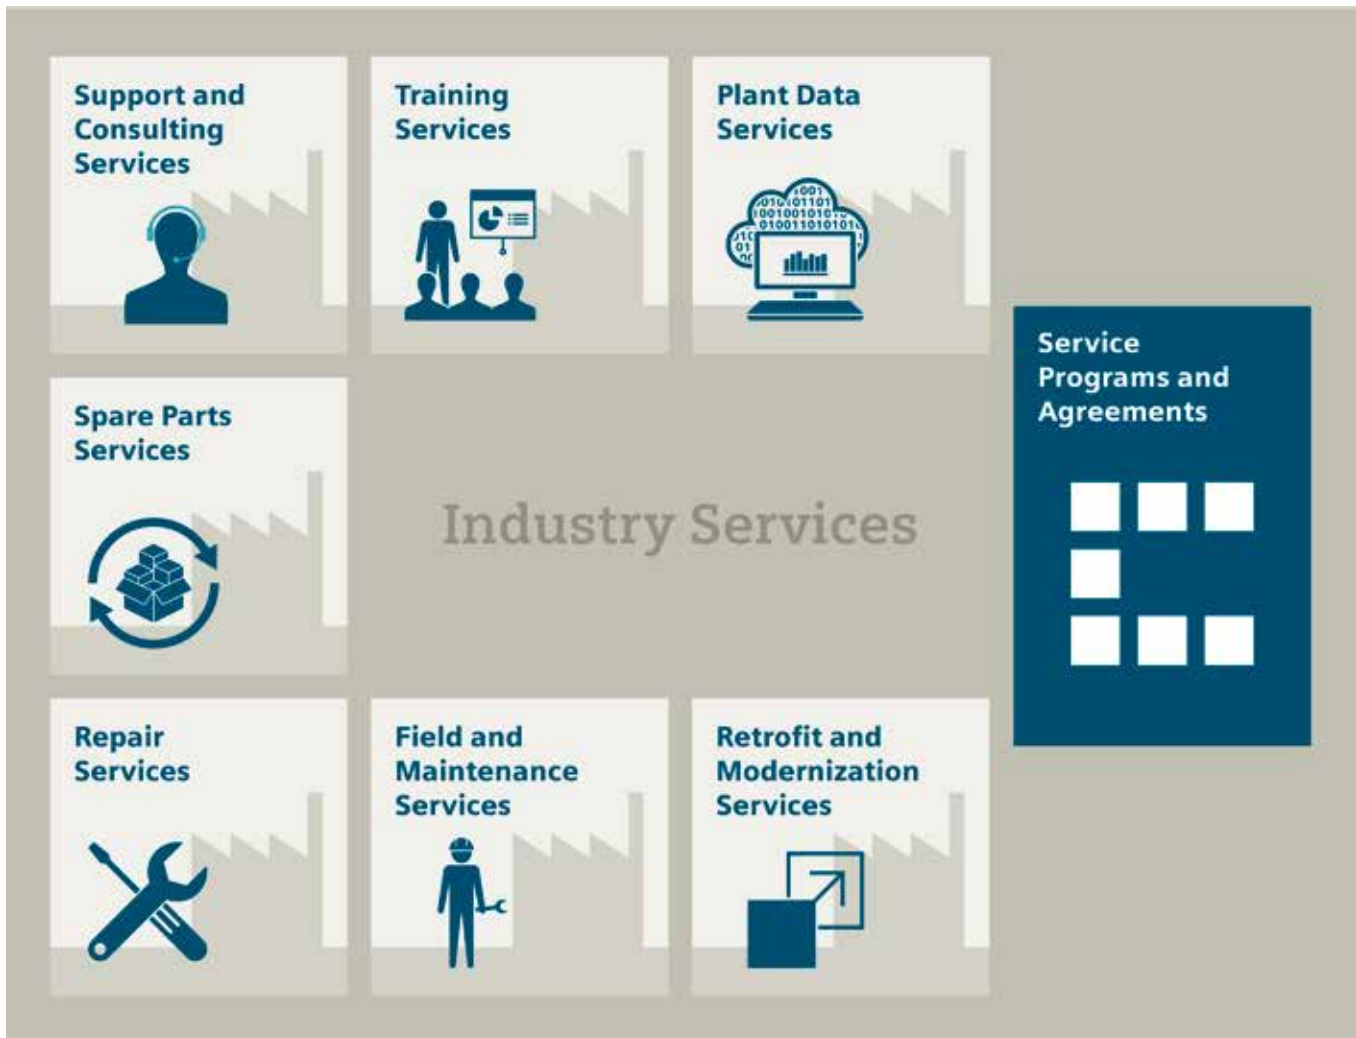 Support and
Consulting
Services
Training
Services
Plant Data
Services
Service
Programs and
Agreements
Spare Parts
Services
Industry Services
Repair
Services
Field and
Maintenance
Services
Retrofit and
Modernization
Services